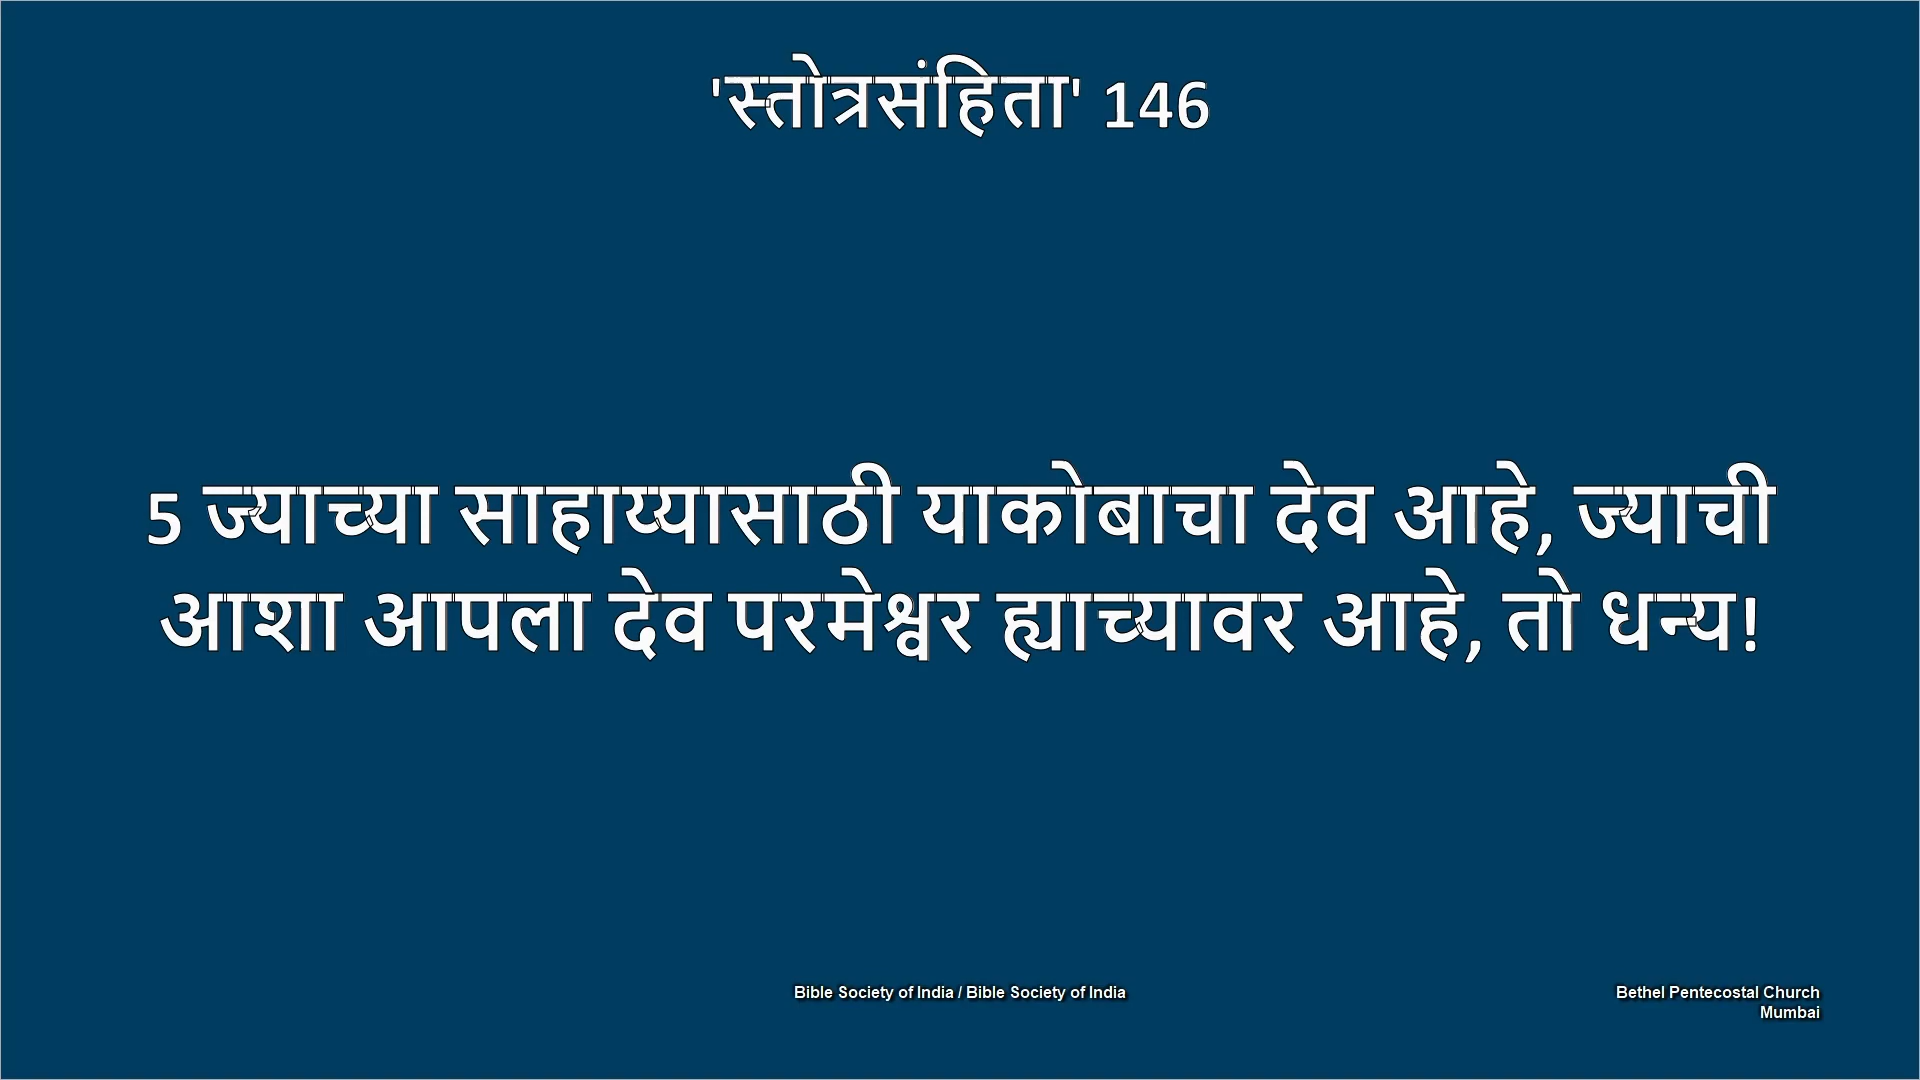 'स्तोत्रसंहिता' 146
5 ज्याच्या साहाय्यासाठी याकोबाचा देव आहे, ज्याची
आशा आपला देव परमेश्वर ह्याच्यावर आहे, तो धन्य!
Bible Society of India / Bible Society of India
Bethel Pentecostal Church
Mumbai